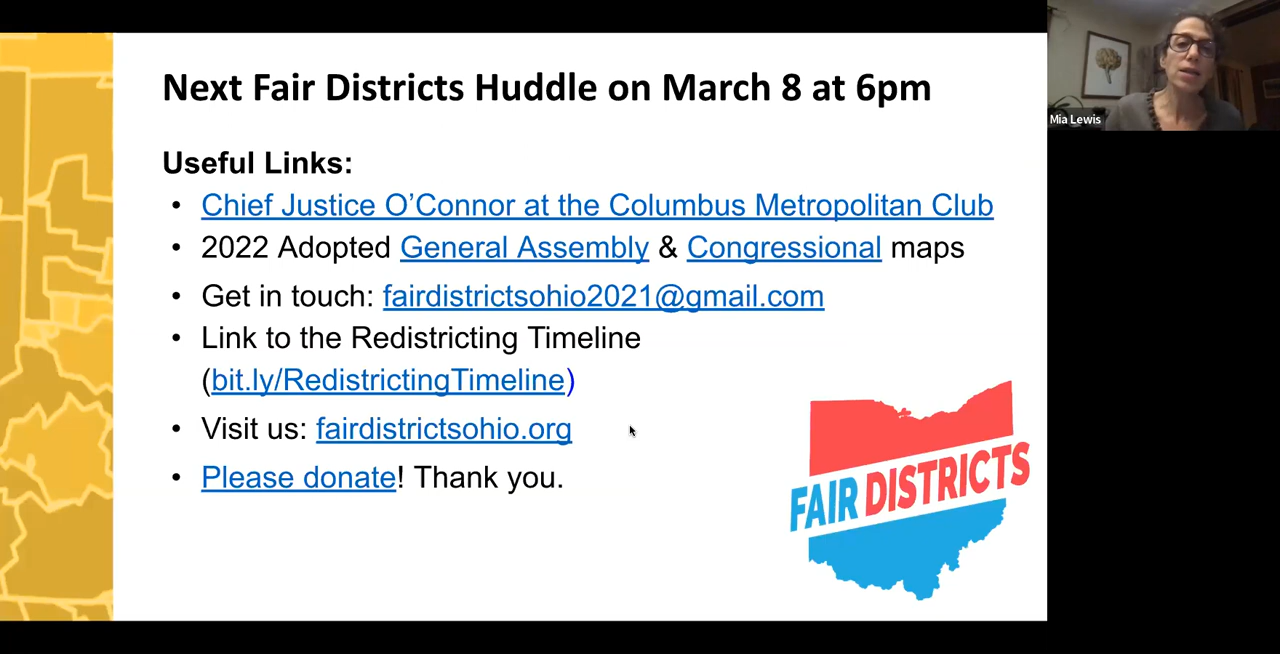 Next Fair Districts Huddle on March 8 at 6pm
Mia Lewis
Useful Links:
• Chief Justice O’Connor at the Columbus Metropolitan Club
• 2022 Adopted General Assembly & Congressional maps
• Get in touch: fairdistrictsohio2021@gmail.com
• Link to the Redistricting Timeline
(bit.ly/RedistrictingTimeline)
• Visit us: fairdistrictsohio.org
• Please donate! Thank you.
FAIR DISTRICTS